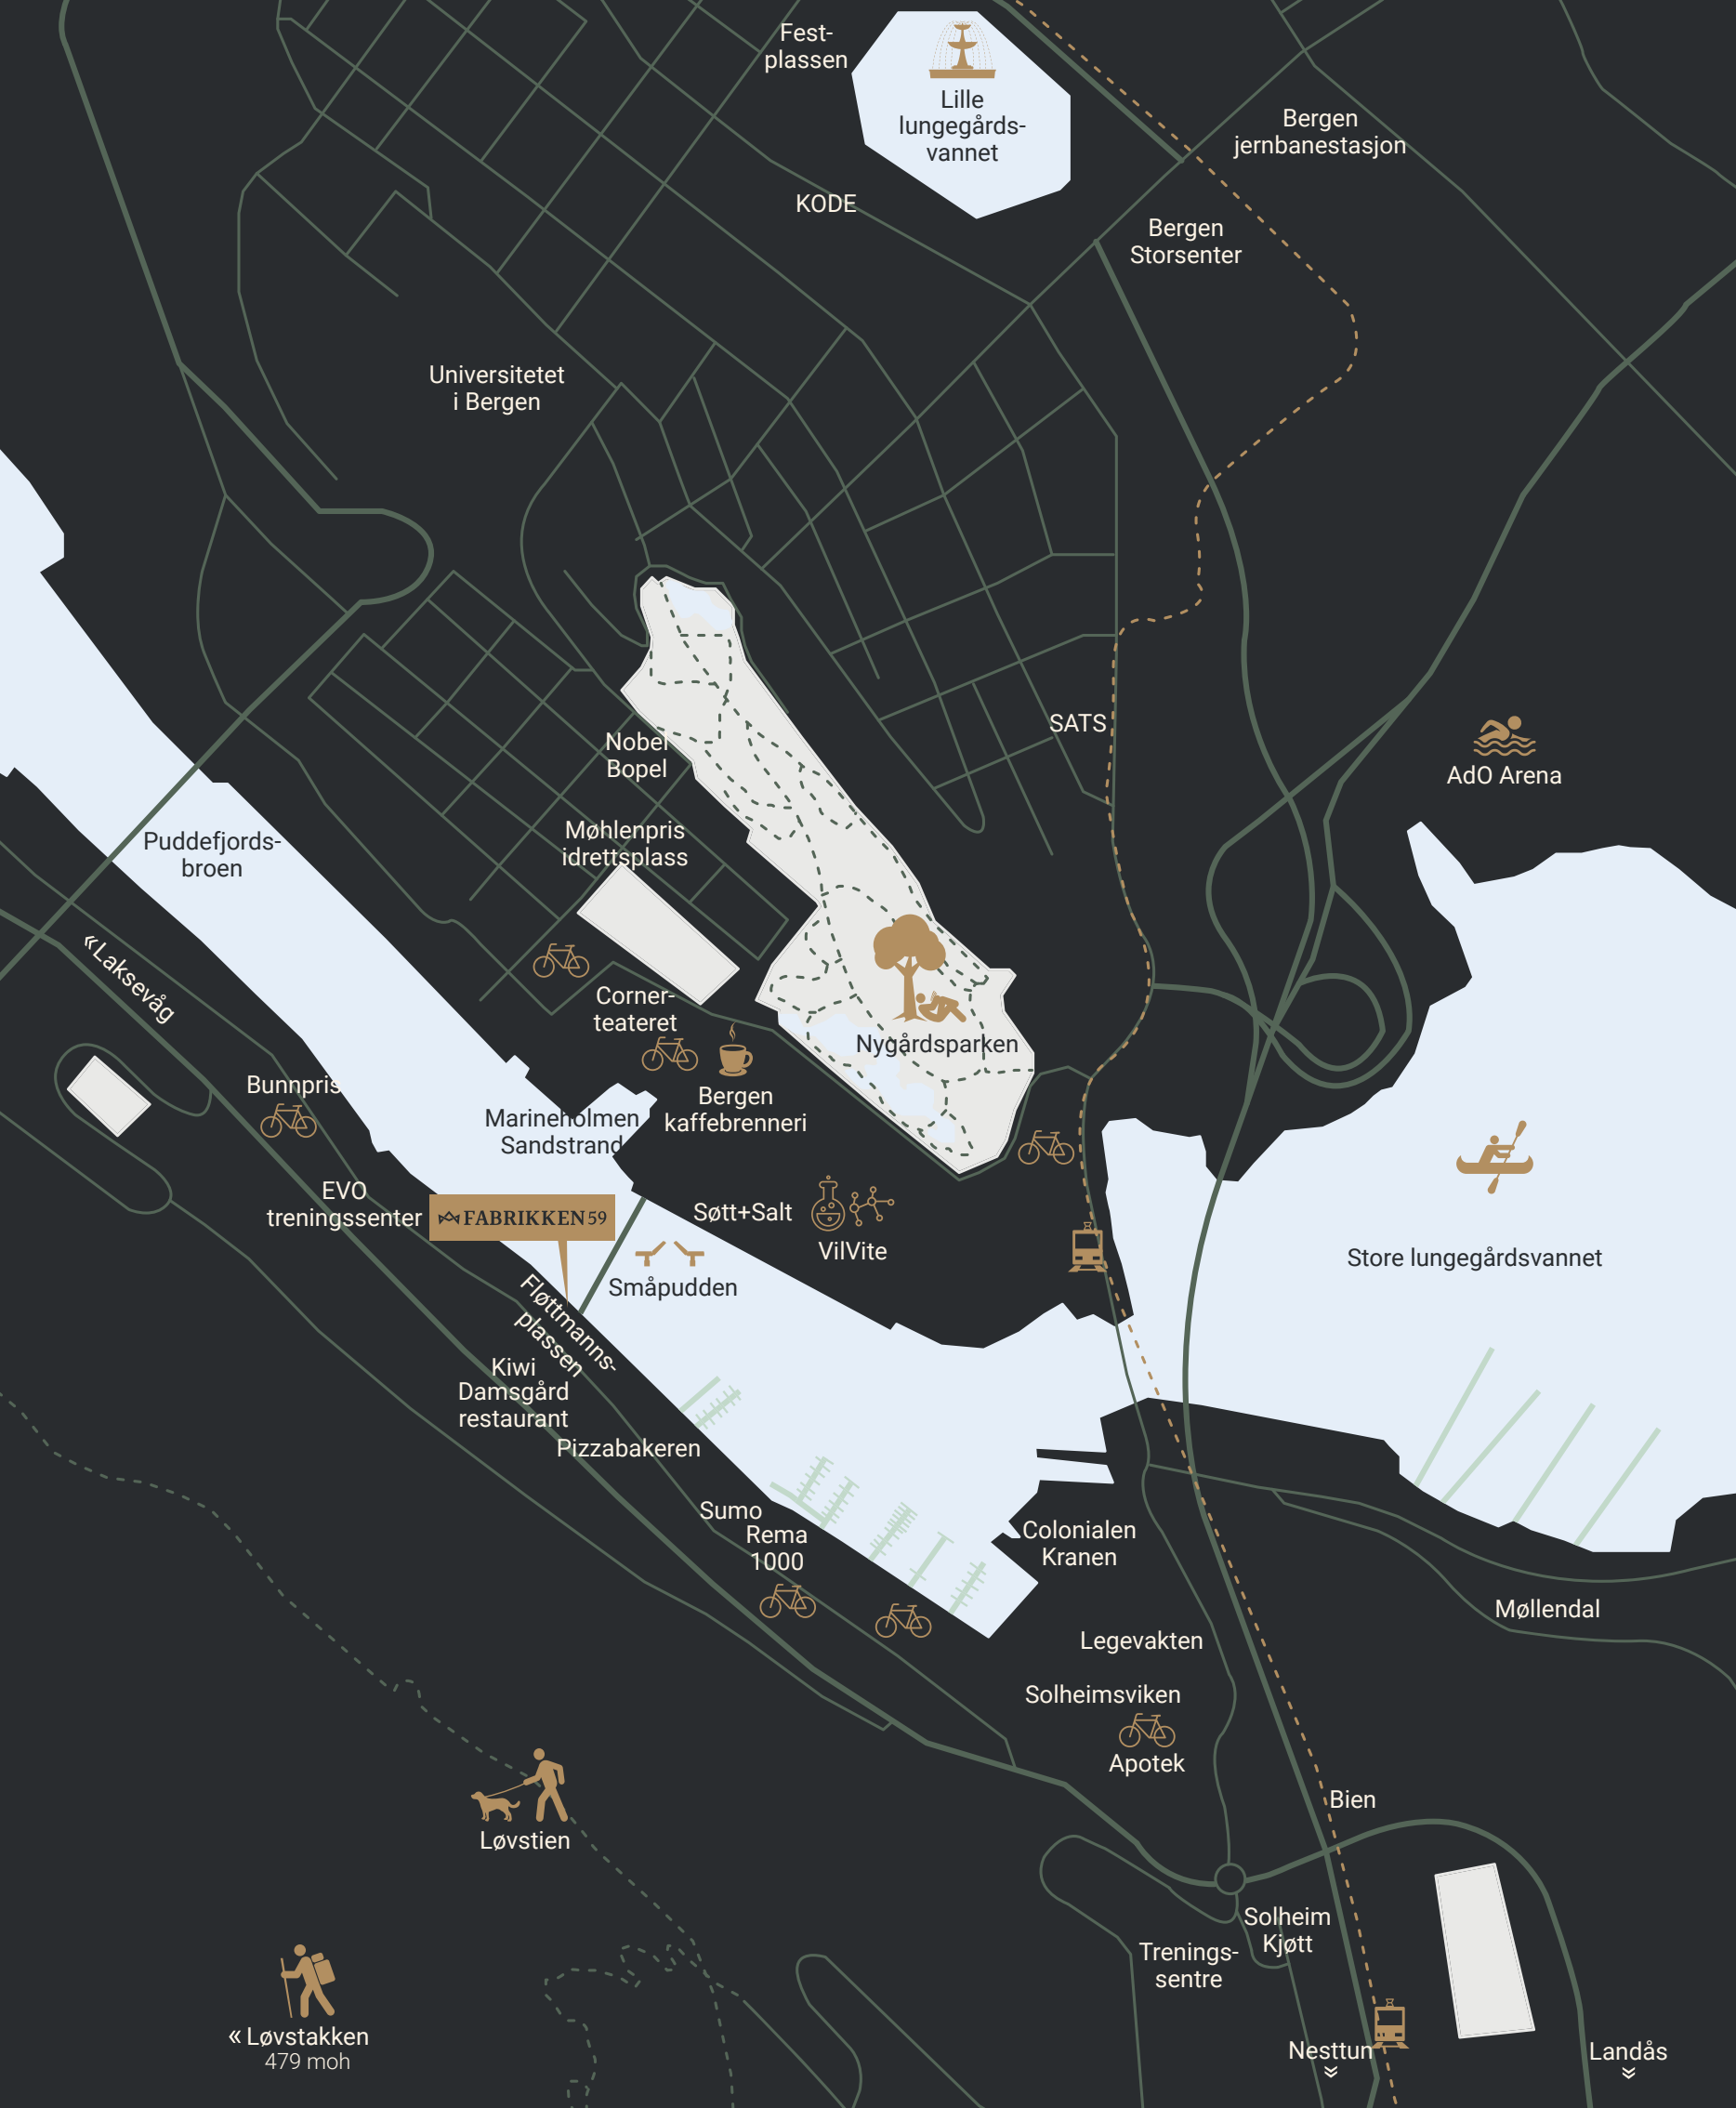 Fest-
plassen
Lille
lungegårds-
vannet
Bergen
jernbanestasjon
KODE
Bergen
Storsenter
Universitetet
i Bergen
SATS
Nobel
Bopel
AdO Arena
Puddefjords-
broen
Møhlenpris
idrettsplass
«Laksevåg
Corner-
teateret
Nygårdsparken
Bunnpris
Bergen
kaffebrenneri
Marineholmen
Sandstrand
EVO
treningssenter
FABRIKKEN59
Søtt+Salt
VilVite
Store lungegårdsvannet
Småpudden
Fløttmanns-
plassen
Kiwi
Damsgård
restaurant
Pizzabakeren
Sumo
Rema
1000
Colonialen
Kranen
Møllendal
Legevakten
Solheimsviken
Apotek
Bien
Løvstien
Solheim
Kjøtt
Trenings-
sentre
«Løvstakken
479 moh
Nesttun
Landås